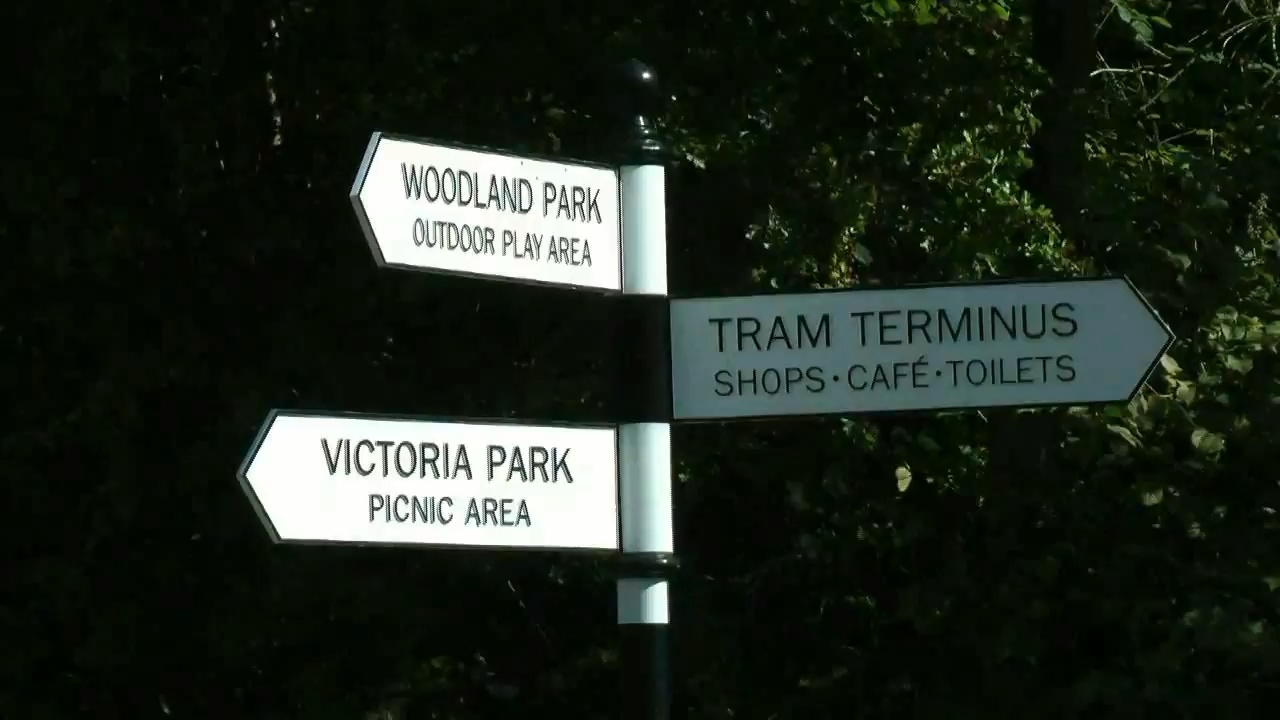 WOODLAND PARK
OUTDOOR PLAY AREA
TRAM TERMINUS
SHOPS · CAFÉ · TOILETS
VICTORIA PARK
PICNIC AREA